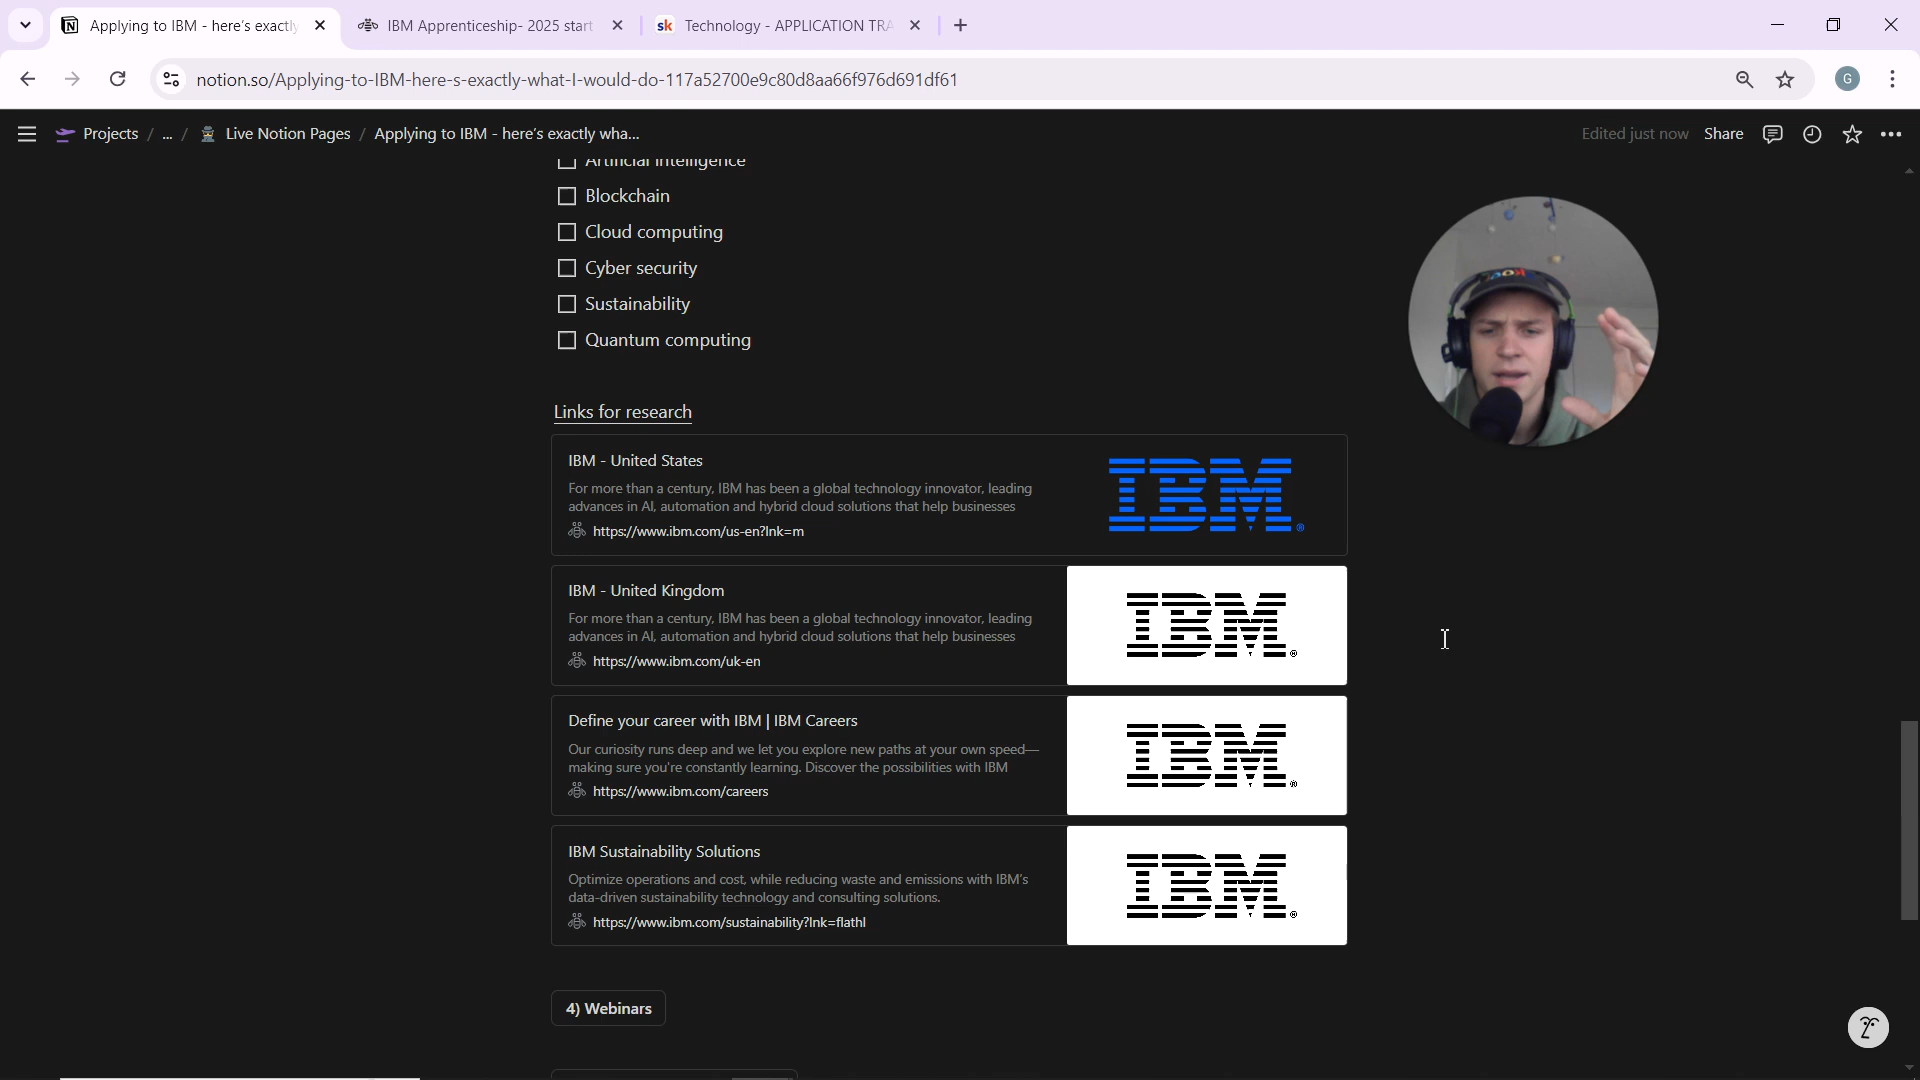 Applying to IBM - here's exactly
IBM Apprenticeship- 2025 start
sk
Technology - APPLICATION TRA
notion.so/Applying-to-IBM-here-s-exactly-what-I-would-do-117a52700e9c80d8aa66f976d691df61
G
Projects / ... / Live Notion Pages / Applying to IBM - here's exactly wha...
Edited just now Share
Artificial intelligence
Blockchain
Cloud computing
Cyber security
Sustainability
Quantum computing
Links for research
IBM - United States
For more than a century, IBM has been a global technology innovator, leading
advances in AI, automation and hybrid cloud solutions that help businesses
https://www.ibm.com/us-en?lnk=m
IBM®
IBM - United Kingdom
For more than a century, IBM has been a global technology innovator, leading
advances in AI, automation and hybrid cloud solutions that help businesses
https://www.ibm.com/uk-en
IBM®
Define your career with IBM | IBM Careers
Our curiosity runs deep and we let you explore new paths at your own speed—
making sure you're constantly learning. Discover the possibilities with IBM
https://www.ibm.com/careers
IBM®
IBM Sustainability Solutions
Optimize operations and cost, while reducing waste and emissions with IBM's
data-driven sustainability technology and consulting solutions.
https://www.ibm.com/sustainability?lnk=flathl
IBM®
4) Webinars